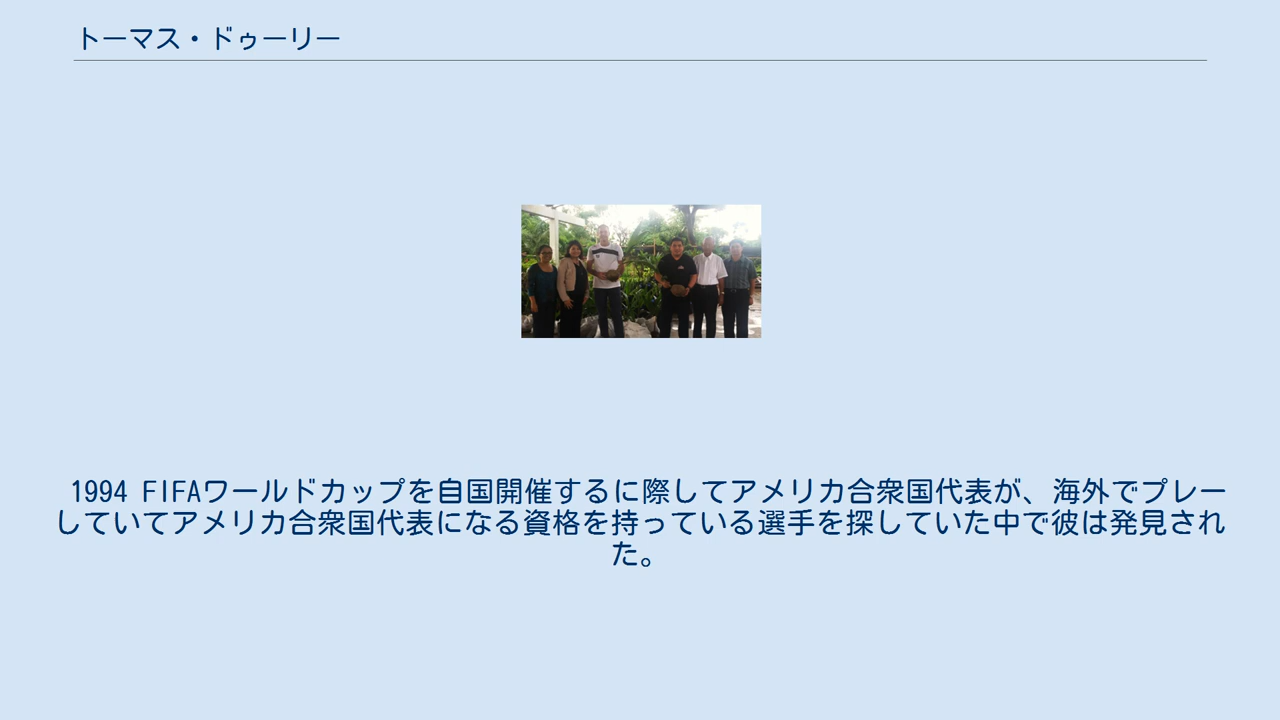 トーマス・ドゥーリー
1994 FIFAワールドカップを自国開催するに際してアメリカ合衆国代表が、海外でプレー
していてアメリカ合衆国代表になる資格を持っている選手を探していた中で彼は発見され
た。